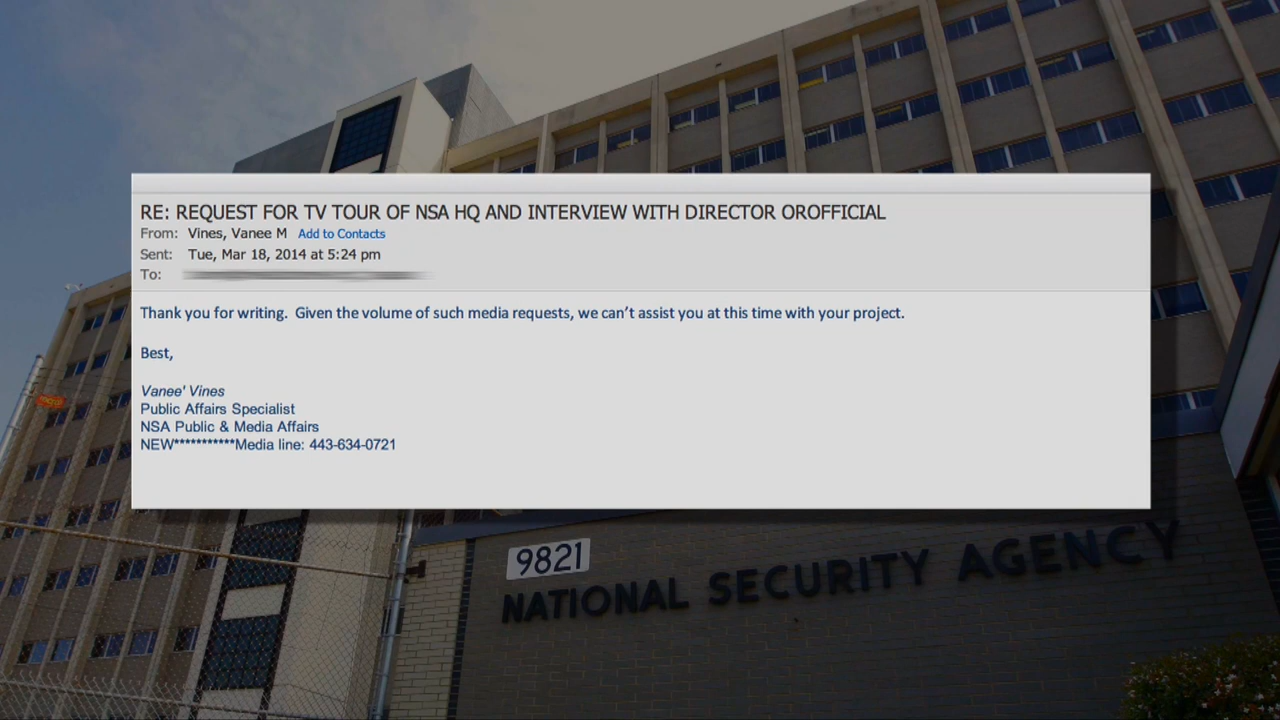 RE: REQUEST FOR TV TOUR OF NSA HQ AND INTERVIEW WITH DIRECTOR OROFFICIAL
From: Vines, Vanee M Add to Contacts
Sent: Tue, Mar 18, 2014 at 5:24 pm
To:
Thank you for writing. Given the volume of such media requests, we can't assist you at this time with your project.
Best,
Vanee' Vines
Public Affairs Specialist
NSA Public & Media Affairs
NEW***********Media line: 443-634-0721
9821
NATIONAL SECURITY AGENCY